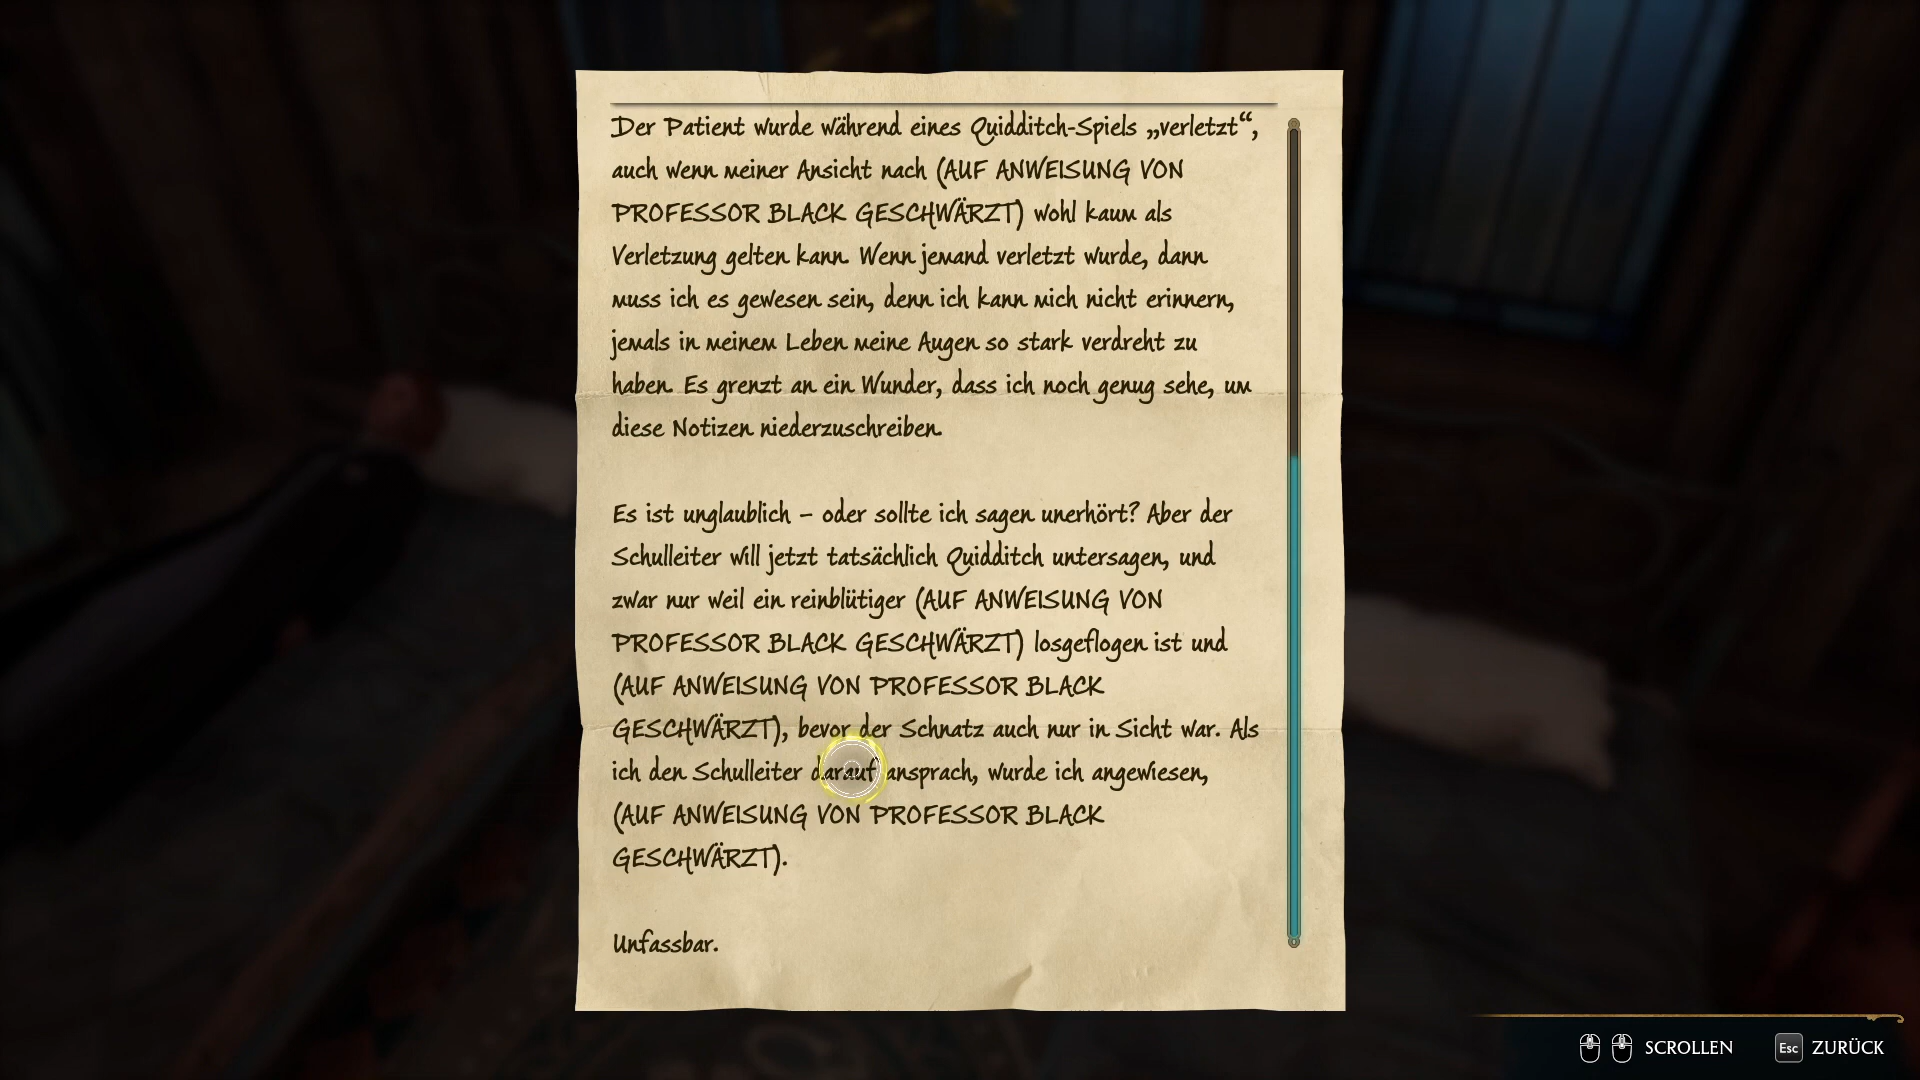 Der Patient wurde während eines Quidditch-Spiels „verletzt“,
auch wenn meiner Ansicht nach (AUF ANWEISUNG VON
PROFESSOR BLACK GESCHWÄRZT) wohl kaum als
Verletzung gelten kann. Wenn jemand verletzt wurde, dann
muss ich es gewesen sein, denn ich kann mich nicht erinnern,
jemals in meinem Leben meine Augen so stark verdreht zu
haben. Es grenzt an ein Wunder, dass ich noch genug sehe, um
diese Notizen niederzuschreiben.
Es ist unglaublich – oder sollte ich sagen unerhört? Aber der
Schulleiter will jetzt tatsächlich Quidditch untersagen, und
zwar nur weil ein reinblütiger (AUF ANWEISUNG VON
PROFESSOR BLACK GESCHWÄRZT) losgeflogen ist und
(AUF ANWEISUNG VON PROFESSOR BLACK
GESCHWÄRZT), bevor der Schnatz auch nur in Sicht war. Als
ich den Schulleiter darauf ansprach, wurde ich angewiesen,
(AUF ANWEISUNG VON PROFESSOR BLACK
GESCHWÄRZT).
Unfassbar.
SCROLLEN
Esc ZURÜCK